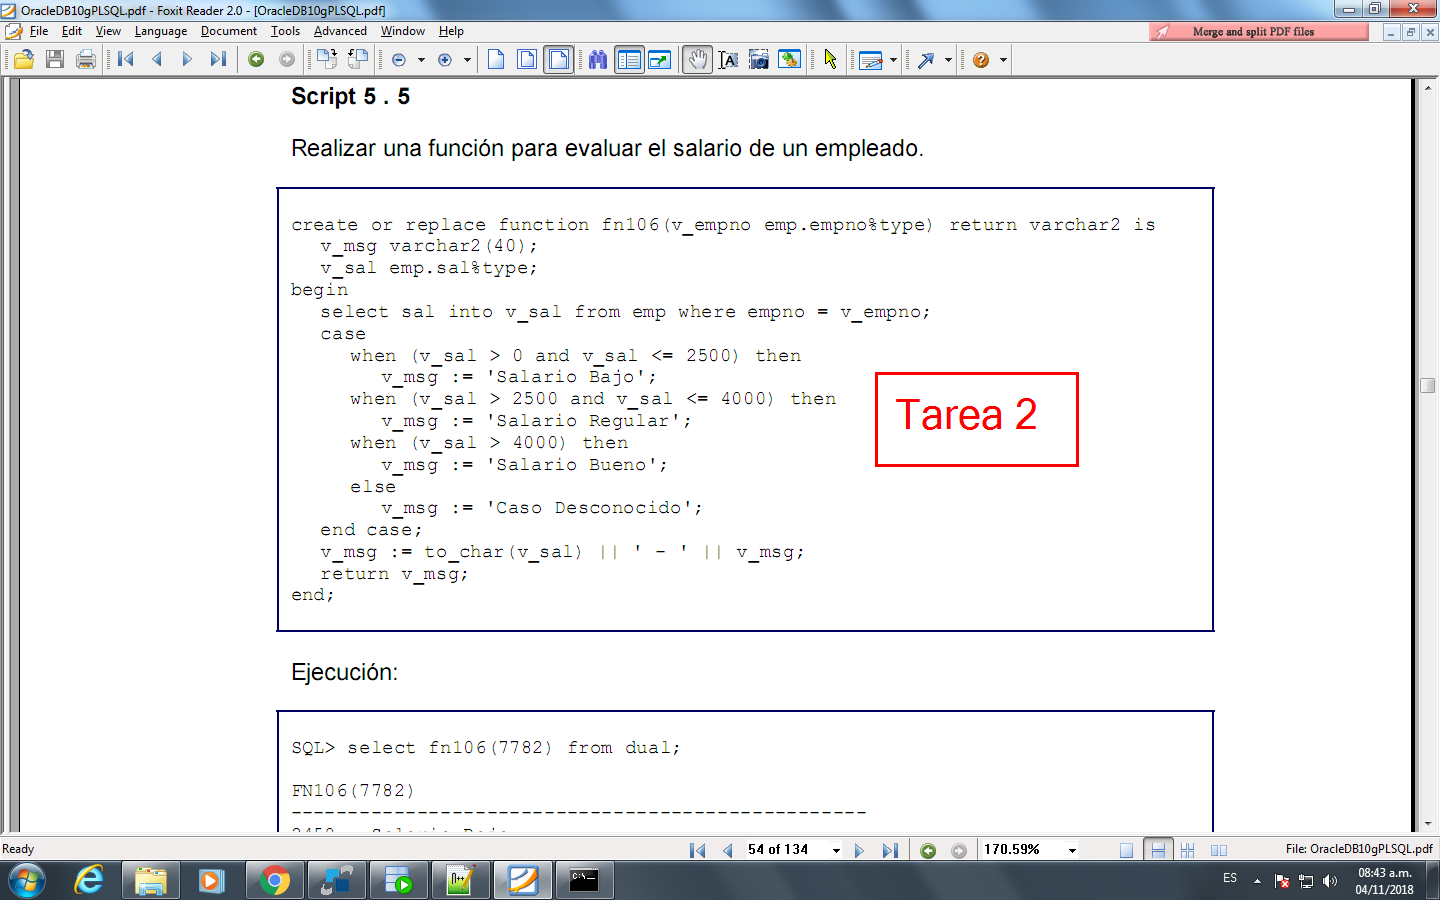 OracleDB10gPLSQL.pdf - Foxit Reader 2.0 - [OracleDB10gPLSQL.pdf]
File Edit View Language Document Tools Advanced Window Help
Merge and split PDF files
Script 5 . 5
Realizar una función para evaluar el salario de un empleado.
create or replace function fn106(v_empno emp.empno%type) return varchar2 is
v_msg varchar2(40);
v_sal emp.sal%type;
begin
select sal into v_sal from emp where empno = v_empno;
case
when (v_sal > 0 and v_sal <= 2500) then
v_msg := 'Salario Bajo';
when (v_sal > 2500 and v_sal <= 4000) then
v_msg := 'Salario Regular';
when (v_sal > 4000) then
v_msg := 'Salario Bueno';
else
v_msg := 'Caso Desconocido';
end case;
v_msg := to_char(v_sal) || ' - ' || v_msg;
return v_msg;
end;
Tarea 2
Ejecución:
SQL> select fn106(7782) from dual;
FN106(7782)
---------------------------------------------------
2450 - Salario Bajo
Ready
54 of 134
170.59%
File: OracleDB10gPLSQL.pdf
ES
08:43 a.m.
04/11/2018